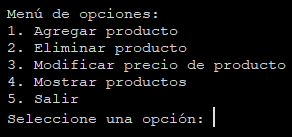 Menú de opciones:
1. Agregar producto
2. Eliminar producto
3. Modificar precio de producto
4. Mostrar productos
5. Salir
Seleccione una opción: